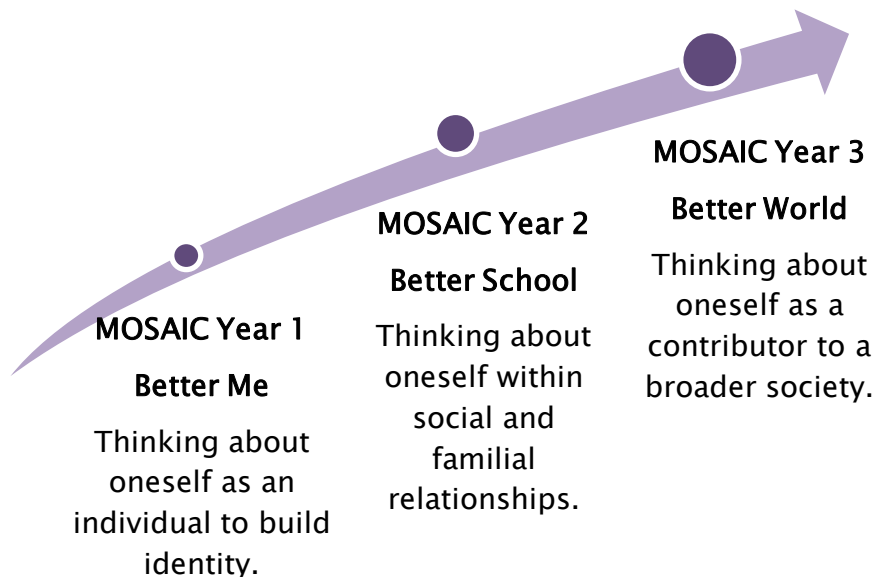 MOSAIC Year 1
Better Me
Thinking about
oneself as an
individual to build
identity.
MOSAIC Year 2
Better School
Thinking about
oneself within
social and
familial
relationships.
MOSAIC Year 3
Better World
Thinking about
oneself as a
contributor to a
broader society.